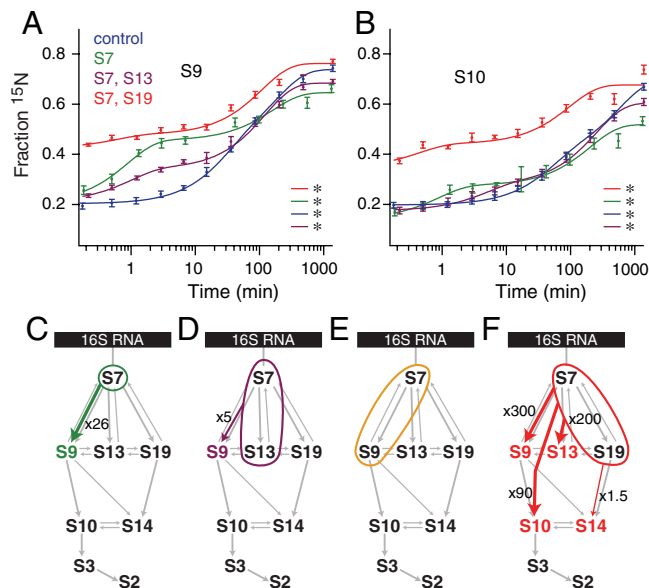 A
control
S7
S7, S13
S7, S19
S9
Fraction ¹⁵N
0.8
0.6
0.4
0.2
*
*
*
*
1
10
100
1000
Time (min)
B
S10
0.8
0.6
0.4
0.2
*
*
*
*
1
10
100
1000
Time (min)
C
16S RNA
S7
x26
S9
S13
S19
S10
S14
S3
S2
D
16S RNA
S7
x5
S9
S13
S19
S10
S14
S3
S2
E
16S RNA
S7
S9
S13
S19
S10
S14
S3
S2
F
16S RNA
S7
x300
x200
S9
S13
S19
x90
x1.5
S10
S14
S3
S2